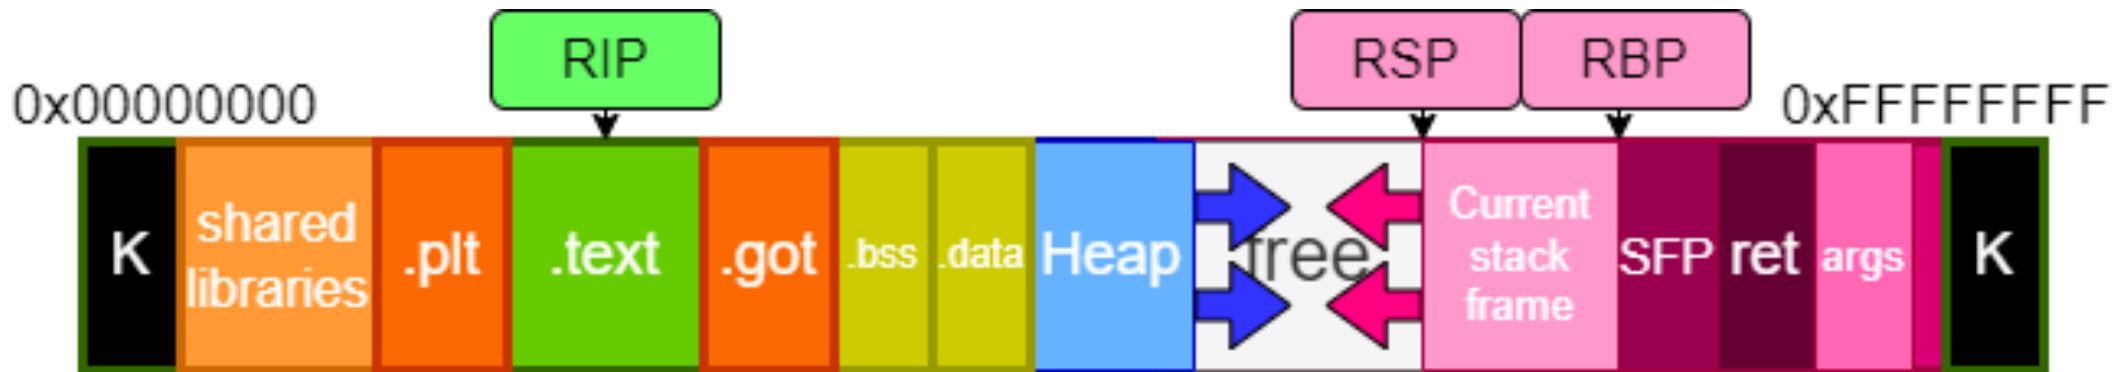 RIP
RSP
RBP
0x00000000
0xFFFFFFFF
K
shared
libraries
.plt
.text
.got
.bss
.data
Heap
free
Current
stack
frame
SFP
ret
args
K